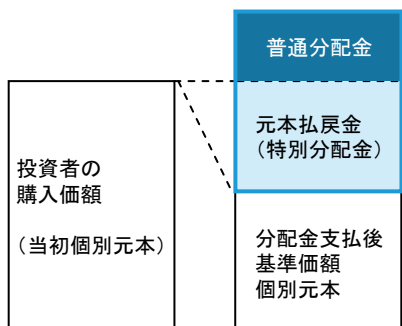 普通分配金
元本払戻金
（特別分配金）
投資者の
購入価額
（当初個別元本）
分配金支払後
基準価額
個別元本